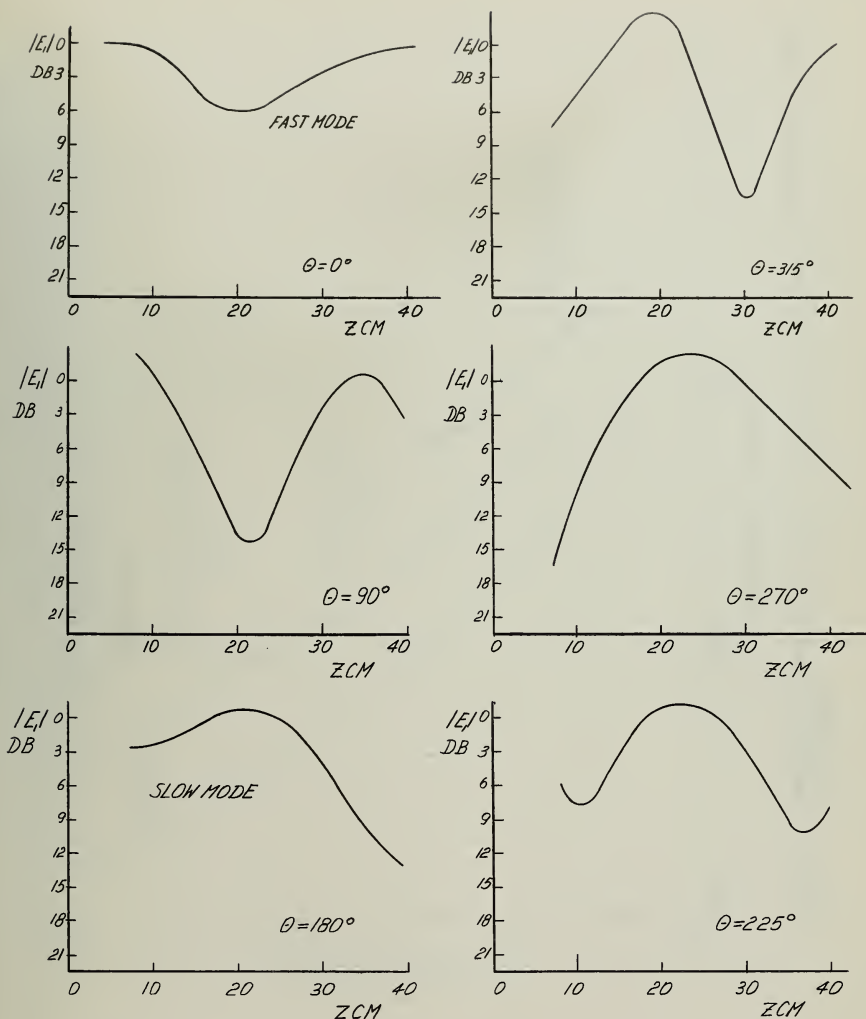 |E₁| 0
DB 3
6
9
12
15
18
21
FAST MODE
Θ=0°
0 10 20 30 40
Z CM
|E₁| 0
DB 3
6
9
12
15
18
21
Θ=315°
0 10 20 30 40
Z CM
|E₁| 0
DB 3
6
9
12
15
18
21
Θ=90°
0 10 20 30 40
Z CM
|E₁| 0
DB 3
6
9
12
15
18
21
Θ=270°
0 10 20 30 40
Z CM
|E₁| 0
DB 3
6
9
12
15
18
21
SLOW MODE
Θ=180°
0 10 20 30 40
Z CM
|E₁| 0
DB 3
6
9
12
15
18
21
Θ=225°
0 10 20 30 40
Z CM